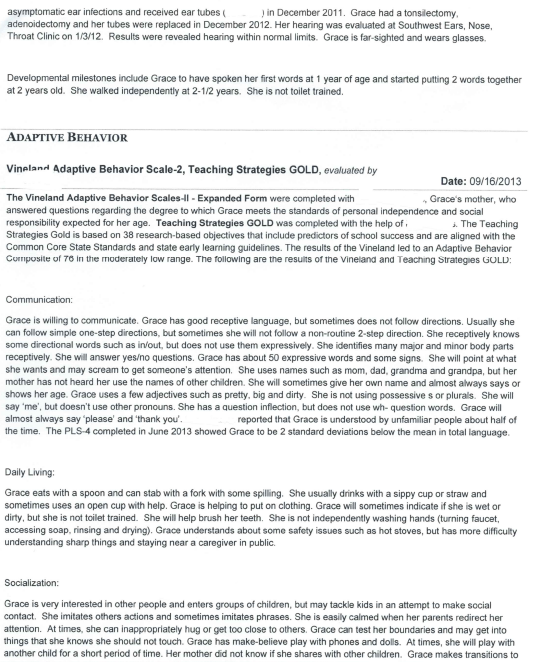 asymptomatic ear infections and received ear tubes ( ) in December 2011. Grace had a tonsilectomy,
adenoidectomy and her tubes were replaced in December 2012. Her hearing was evaluated at Southwest Ears, Nose,
Throat Clinic on 1/3/12. Results were revealed hearing within normal limits. Grace is far-sighted and wears glasses.
Developmental milestones include Grace to have spoken her first words at 1 year of age and started putting 2 words together
at 2 years old. She walked independently at 2-1/2 years. She is not toilet trained.
ADAPTIVE BEHAVIOR
Vineland Adaptive Behavior Scale-2, Teaching Strategies GOLD, evaluated by
Date: 09/16/2013
The Vineland Adaptive Behavior Scales-II - Expanded Form were completed with , Grace's mother, who
answered questions regarding the degree to which Grace meets the standards of personal independence and social
responsibility expected for her age. Teaching Strategies GOLD was completed with the help of . The Teaching
Strategies Gold is based on 38 research-based objectives that include predictors of school success and are aligned with the
Common Core State Standards and state early learning guidelines. The results of the Vineland led to an Adaptive Behavior
Composite of 76 in the moderately low range. The following are the results of the Vineland and Teaching Strategies GOLD:
Communication:
Grace is willing to communicate. Grace has good receptive language, but sometimes does not follow directions. Usually she
can follow simple one-step directions, but sometimes she will not follow a non-routine 2-step direction. She receptively knows
some directional words such as in/out, but does not use them expressively. She identifies many major and minor body parts
receptively. She will answer yes/no questions. Grace has about 50 expressive words and some signs. She will point at what
she wants and may scream to get someone's attention. She uses names such as mom, dad, grandma and grandpa, but her
mother has not heard her use the names of other children. She will sometimes give her own name and almost always says or
shows her age. Grace uses a few adjectives such as pretty, big and dirty. She is not using possessive s or plurals. She will
say 'me', but doesn't use other pronouns. She has a question inflection, but does not use wh- question words. Grace will
almost always say 'please' and 'thank you'. reported that Grace is understood by unfamiliar people about half of
the time. The PLS-4 completed in June 2013 showed Grace to be 2 standard deviations below the mean in total language.
Daily Living:
Grace eats with a spoon and can stab with a fork with some spilling. She usually drinks with a sippy cup or straw and
sometimes uses an open cup with help. Grace is helping to put on clothing. Grace will sometimes indicate if she is wet or
dirty, but she is not toilet trained. She will help brush her teeth. She is not independently washing hands (turning faucet,
accessing soap, rinsing and drying). Grace understands about some safety issues such as hot stoves, but has more difficulty
understanding sharp things and staying near a caregiver in public.
Socialization:
Grace is very interested in other people and enters groups of children, but may tackle kids in an attempt to make social
contact. She imitates others actions and sometimes imitates phrases. She is easily calmed when her parents redirect her
attention. At times, she can inappropriately hug or get too close to others. Grace can test her boundaries and may get into
things that she knows she should not touch. Grace has make-believe play with phones and dolls. At times, she will play with
another child for a short period of time. Her mother did not know if she shares with other children. Grace makes transitions to